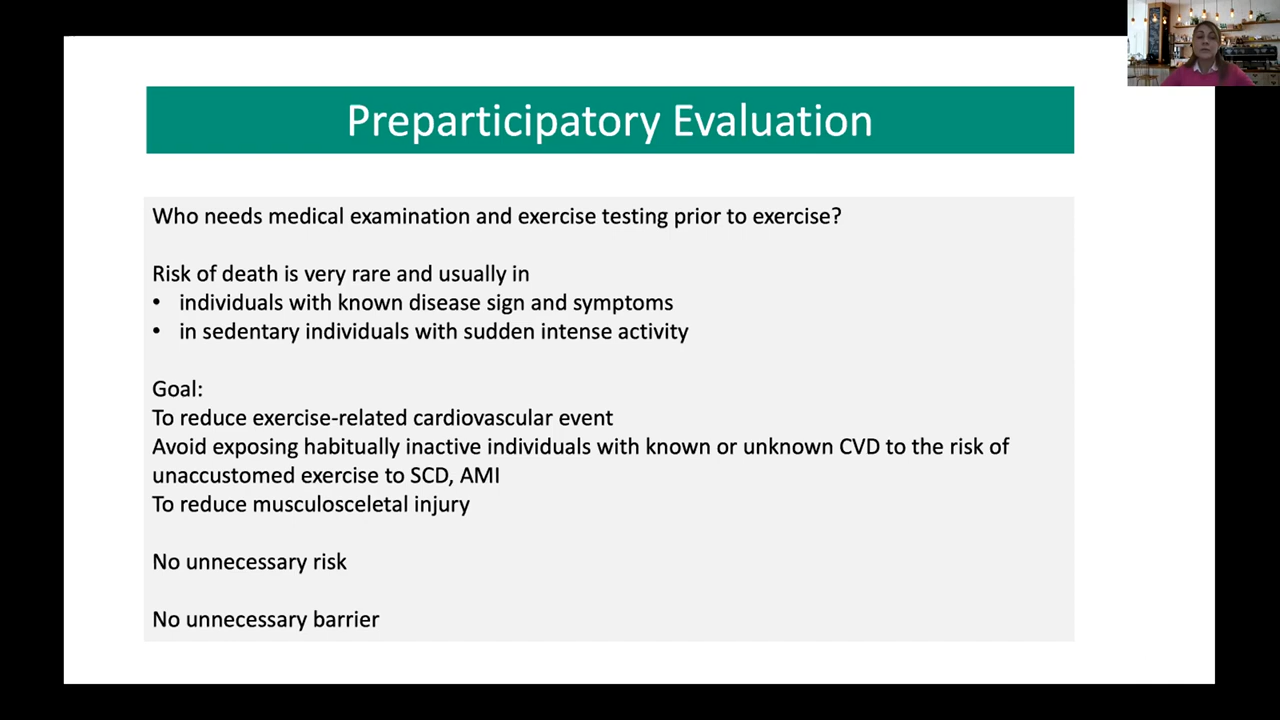 Preparticipatory Evaluation
Who needs medical examination and exercise testing prior to exercise?
Risk of death is very rare and usually in
• individuals with known disease sign and symptoms
• in sedentary individuals with sudden intense activity
Goal:
To reduce exercise-related cardiovascular event
Avoid exposing habitually inactive individuals with known or unknown CVD to the risk of
unaccustomed exercise to SCD, AMI
To reduce musculosceletal injury
No unnecessary risk
No unnecessary barrier